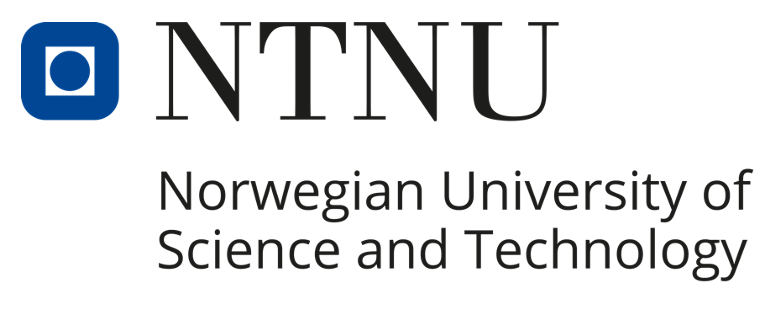 NTNU
Norwegian University of
Science and Technology